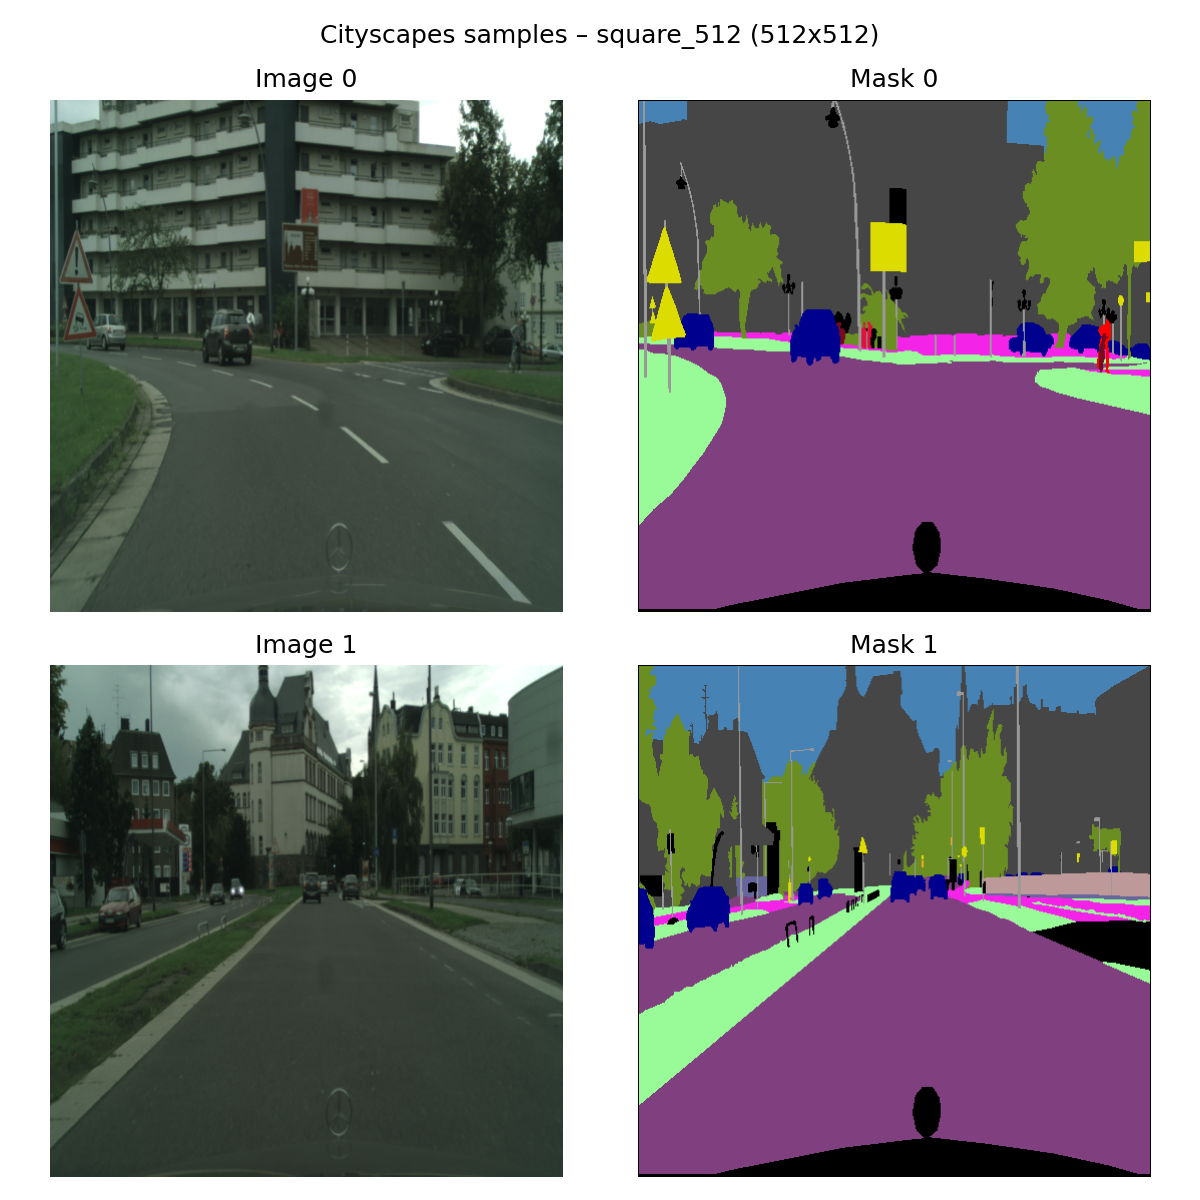 Cityscapes samples – square_512 (512x512)
Image 0
Mask 0
Image 1
Mask 1